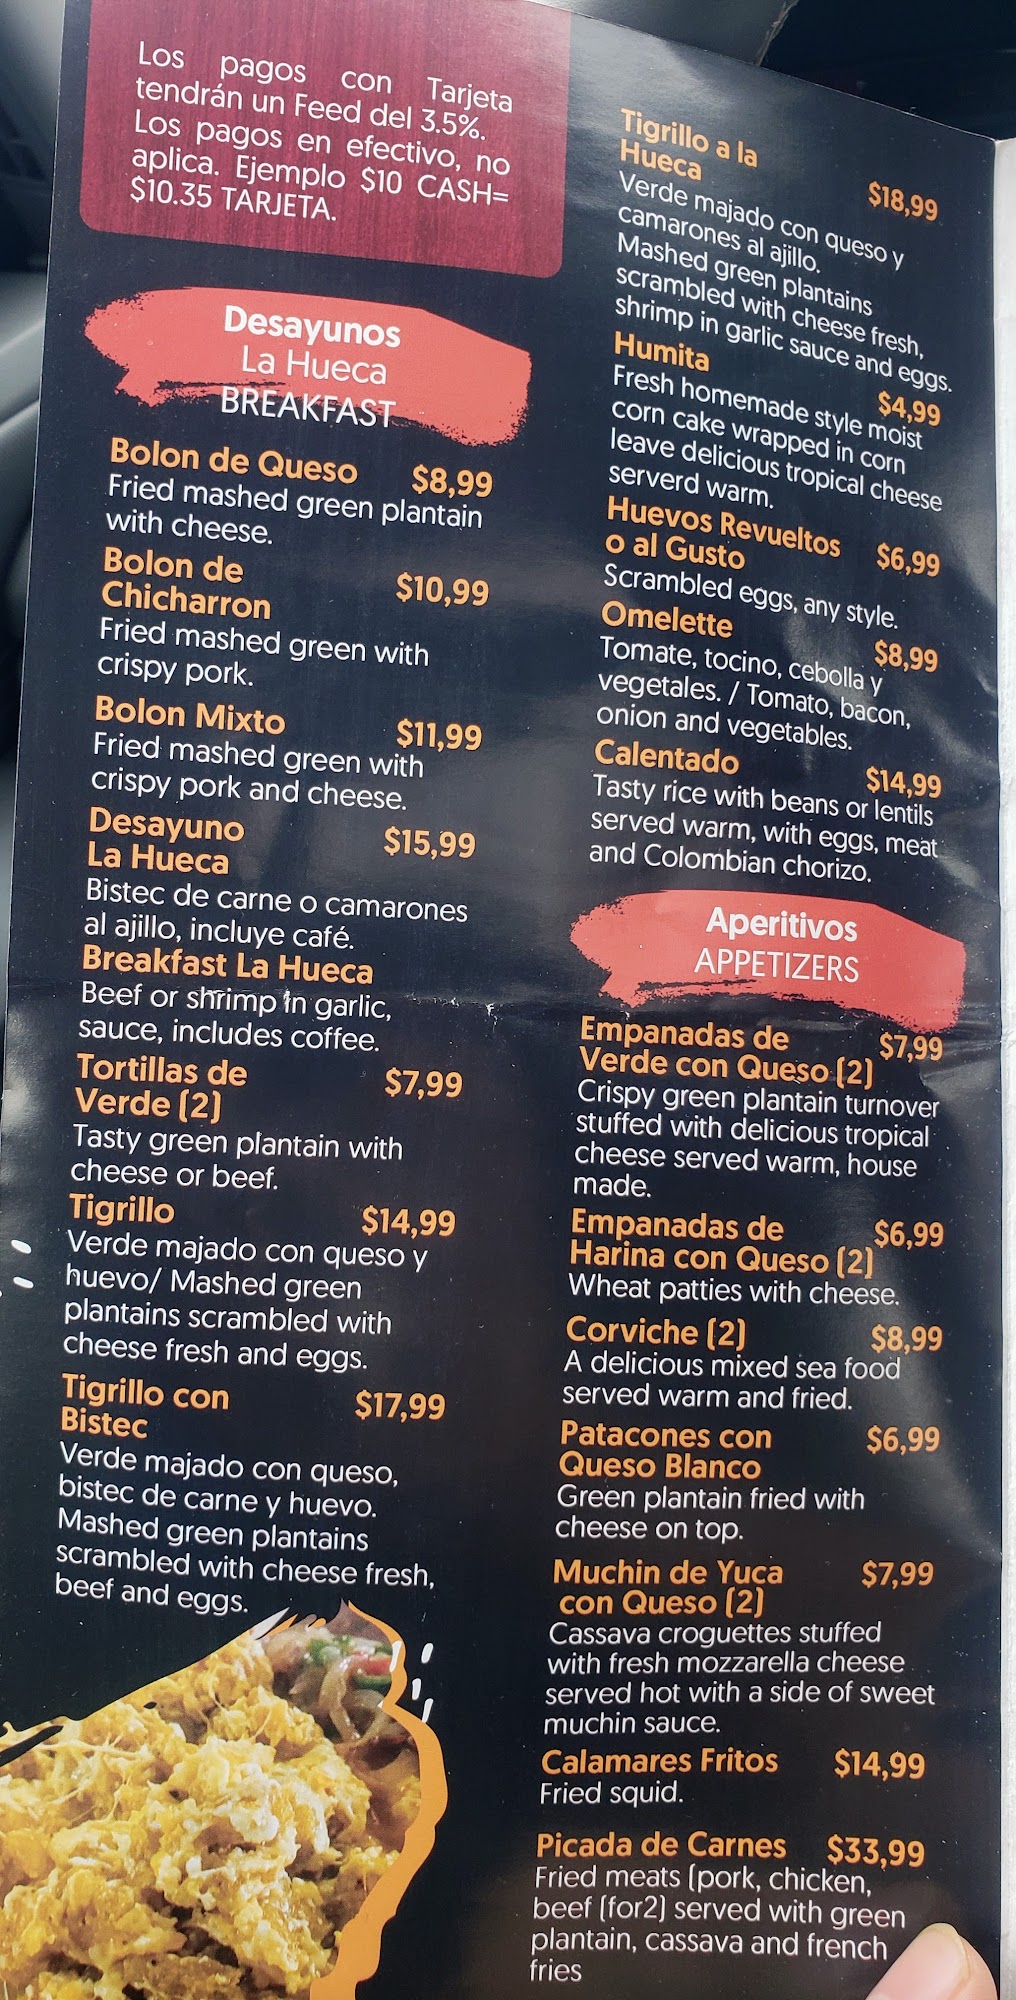 Los pagos con Tarjeta
tendrán un Feed del 3.5%.
Los pagos en efectivo, no
aplica. Ejemplo $10 CASH=
$10.35 TARJETA.
Desayunos
La Hueca
BREAKFAST
Bolon de Queso $8,99
Fried mashed green plantain
with cheese.
Bolon de
Chicharron $10,99
Fried mashed green with
crispy pork.
Bolon Mixto $11,99
Fried mashed green with
crispy pork and cheese.
Desayuno
La Hueca $15,99
Bistec de carne o camarones
al ajillo, incluye café.
Breakfast La Hueca
Beef or shrimp in garlic,
sauce, includes coffee.
Tortillas de
Verde (2) $7,99
Tasty green plantain with
cheese or beef.
Tigrillo $14,99
Verde majado con queso y
huevo/ Mashed green
plantains scrambled with
cheese fresh and eggs.
Tigrillo con
Bistec $17,99
Verde majado con queso,
bistec de carne y huevo.
Mashed green plantains
scrambled with cheese fresh,
beef and eggs.
Tigrillo a la
Hueca $18,99
Verde majado con queso y
camarones al ajillo.
Mashed green plantains
scrambled with cheese fresh,
shrimp in garlic sauce and eggs.
Humita $4,99
Fresh homemade style moist
corn cake wrapped in corn
leave delicious tropical cheese
serverd warm.
Huevos Revueltos
o al Gusto $6,99
Scrambled eggs, any style.
Omelette $8,99
Tomate, tocino, cebolla y
vegetales. / Tomato, bacon,
onion and vegetables.
Calentado $14,99
Tasty rice with beans or lentils
served warm, with eggs, meat
and Colombian chorizo.
Aperitivos
APPETIZERS
Empanadas de
Verde con Queso (2) $7,99
Crispy green plantain turnover
stuffed with delicious tropical
cheese served warm, house
made.
Empanadas de
Harina con Queso (2) $6,99
Wheat patties with cheese.
Corviche (2) $8,99
A delicious mixed sea food
served warm and fried.
Patacones con
Queso Blanco $6,99
Green plantain fried with
cheese on top.
Muchin de Yuca
con Queso (2) $7,99
Cassava croguettes stuffed
with fresh mozzarella cheese
served hot with a side of sweet
muchin sauce.
Calamares Fritos $14,99
Fried squid.
Picada de Carnes $33,99
Fried meats (pork, chicken,
beef (for2) served with green
plantain, cassava and french
fries